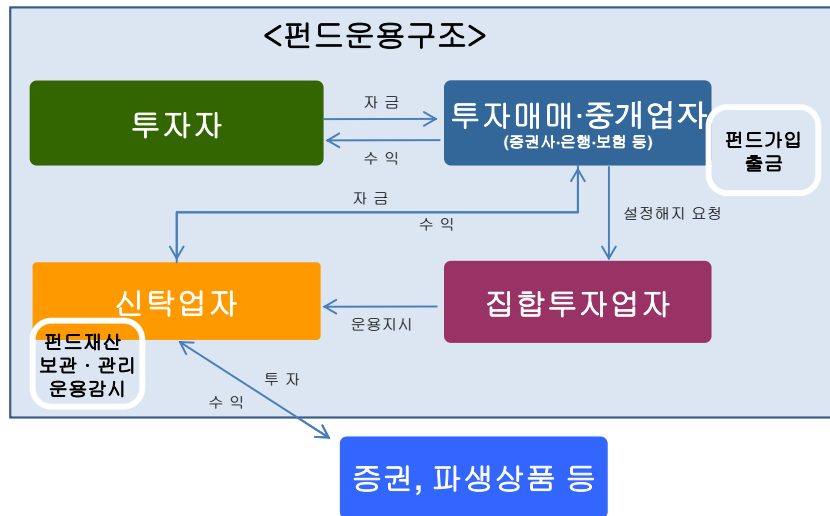 <펀드운용구조>
투자자
자 금
수 익
투자매매·중개업자
(증권사·은행·보험 등)
펀드가입
출금
자 금
수 익
설정해지 요청
신탁업자
운용지시
집합투자업자
펀드재산
보관 · 관리
운용감시
투 자
수 익
증권, 파생상품 등